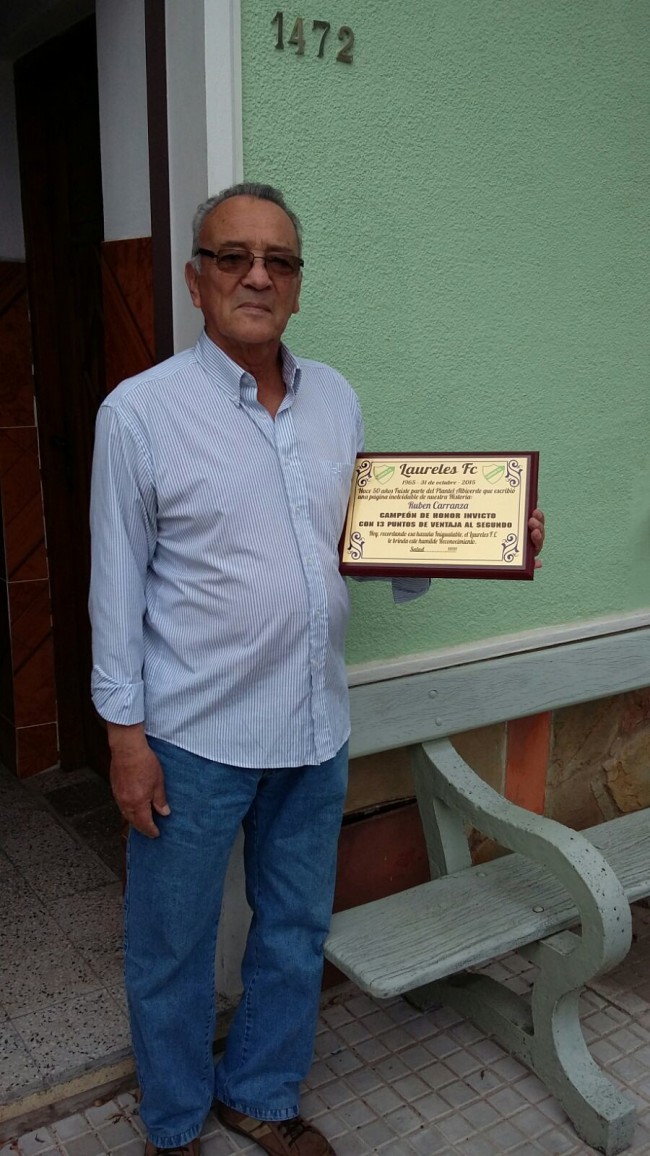 1472
Laureles Fc
1965 - 31 de octubre - 2015
Hace 50 años Fuiste parte del Plantel Albiverde que escribió
una página inolvidable de nuestra Historia:
Ruben Carranza
CAMPEÓN DE HONOR INVICTO
CON 13 PUNTOS DE VENTAJA AL SEGUNDO
Hoy, recordando esa hazaña Inigualable, el Laureles F.C
te brinda este humilde Reconocimiento.
Salud